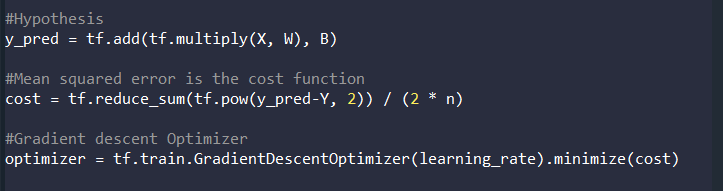 #Hypothesis
y_pred = tf.add(tf.multiply(X, W), B)
#Mean squared error is the cost function
cost = tf.reduce_sum(tf.pow(y_pred-Y, 2)) / (2 * n)
#Gradient descent Optimizer
optimizer = tf.train.GradientDescentOptimizer(learning_rate).minimize(cost)